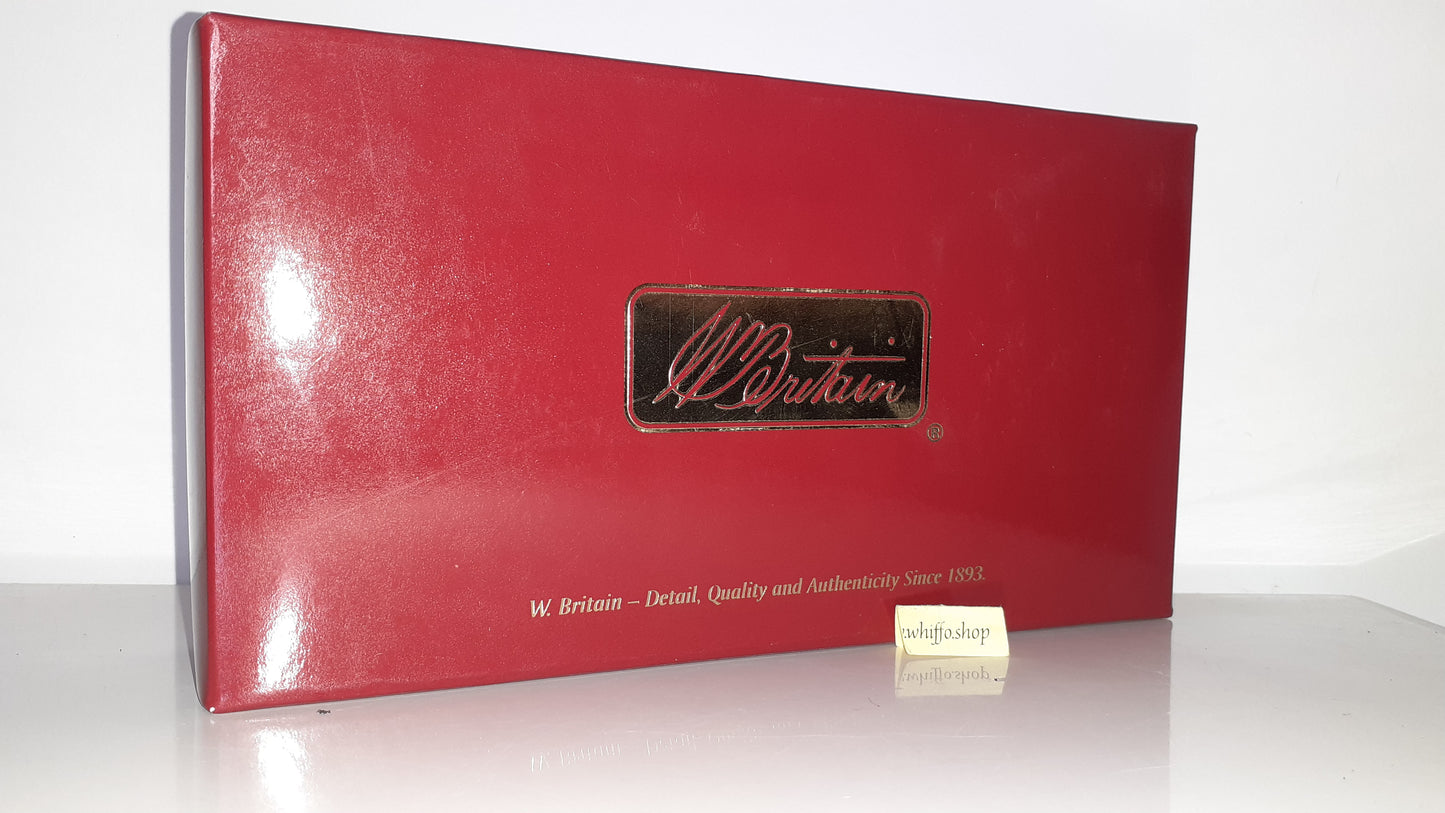 W Britain
®
W. Britain – Detail, Quality and Authenticity Since 1893.
.whiffo.shop